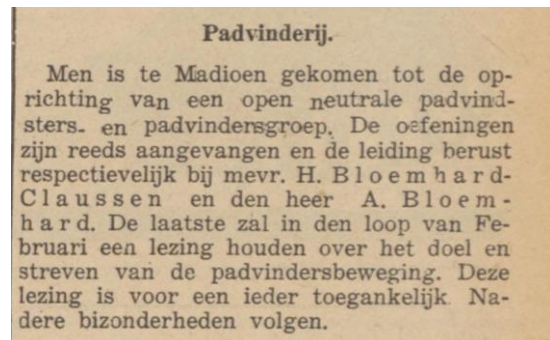 Padvinderij.
Men is te Madioen gekomen tot de op-
richting van een open neutrale padvind-
sters- en padvindersgroep. De oefeningen
zijn reeds aangevangen en de leiding berust
respectievelijk bij mevr. H. Bloemhard-
Claussen en den heer A. Bloem-
hard. De laatste zal in den loop van Fe-
bruari een lezing houden over het doel en
streven van de padvindersbeweging. Deze
lezing is voor een ieder toegankelijk. Na-
dere bizonderheden volgen.